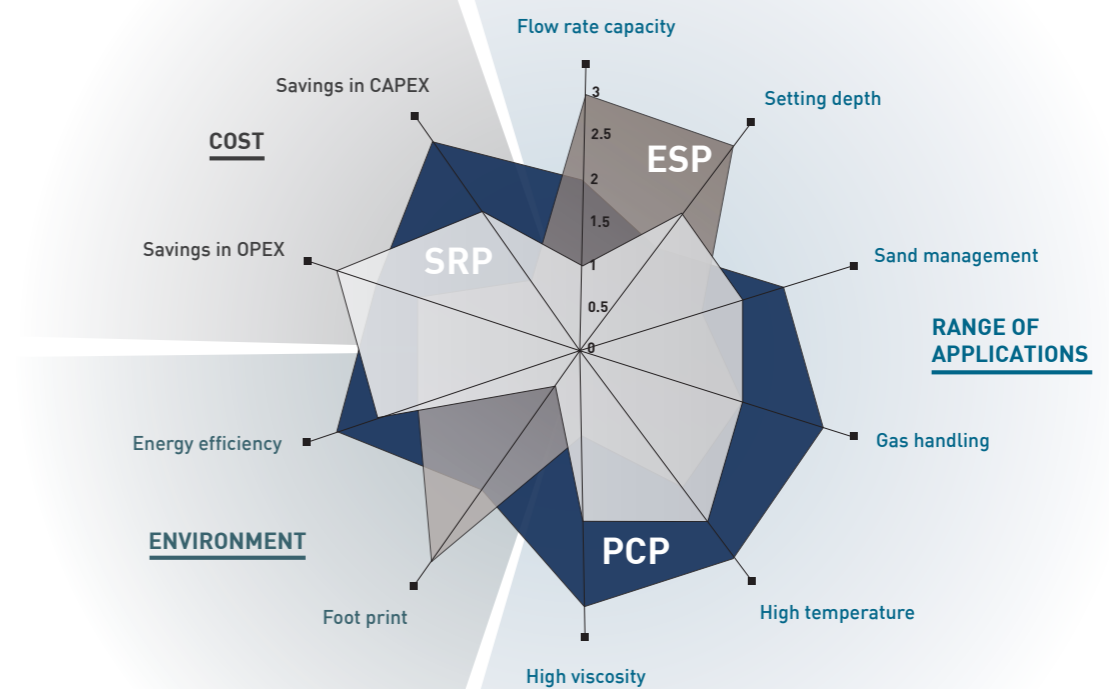 Flow rate capacity
Savings in CAPEX
Setting depth
COST
3
2.5
ESP
2
1.5
Savings in OPEX
SRP
1
Sand management
0.5
RANGE OF
APPLICATIONS
0
Energy efficiency
Gas handling
ENVIRONMENT
PCP
Foot print
High temperature
High viscosity